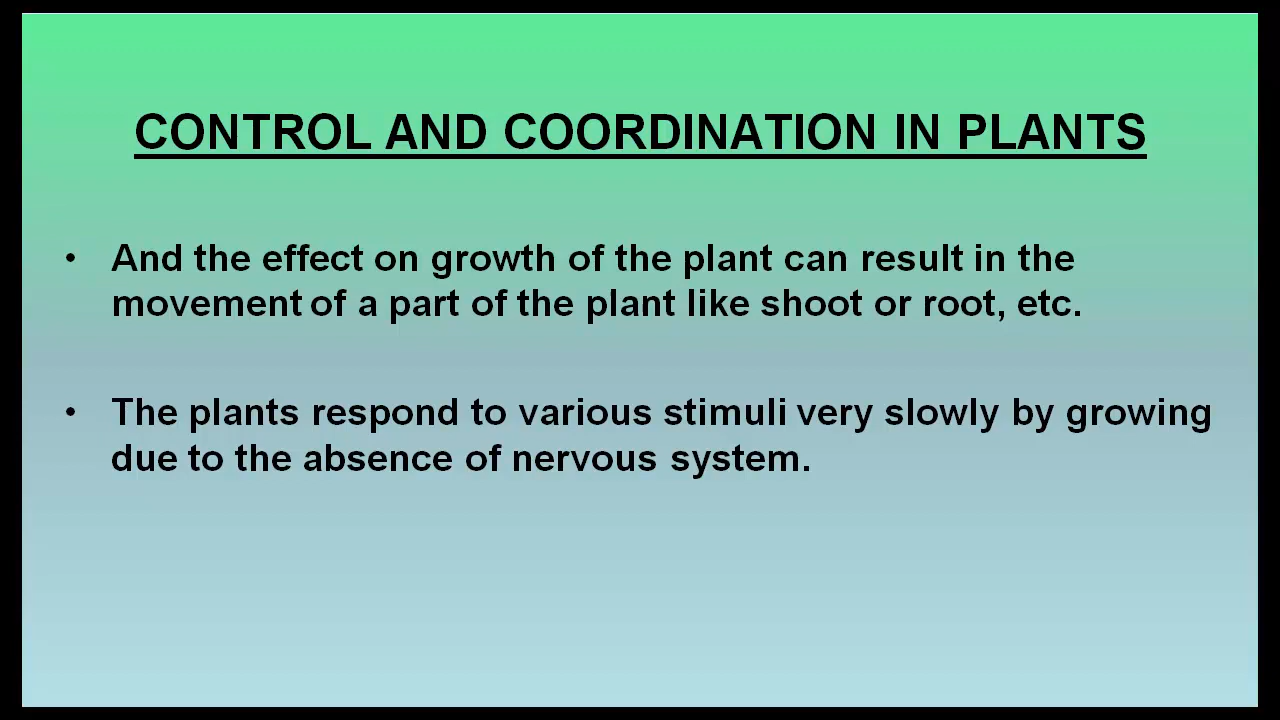 CONTROL AND COORDINATION IN PLANTS
• And the effect on growth of the plant can result in the
movement of a part of the plant like shoot or root, etc.
• The plants respond to various stimuli very slowly by growing
due to the absence of nervous system.